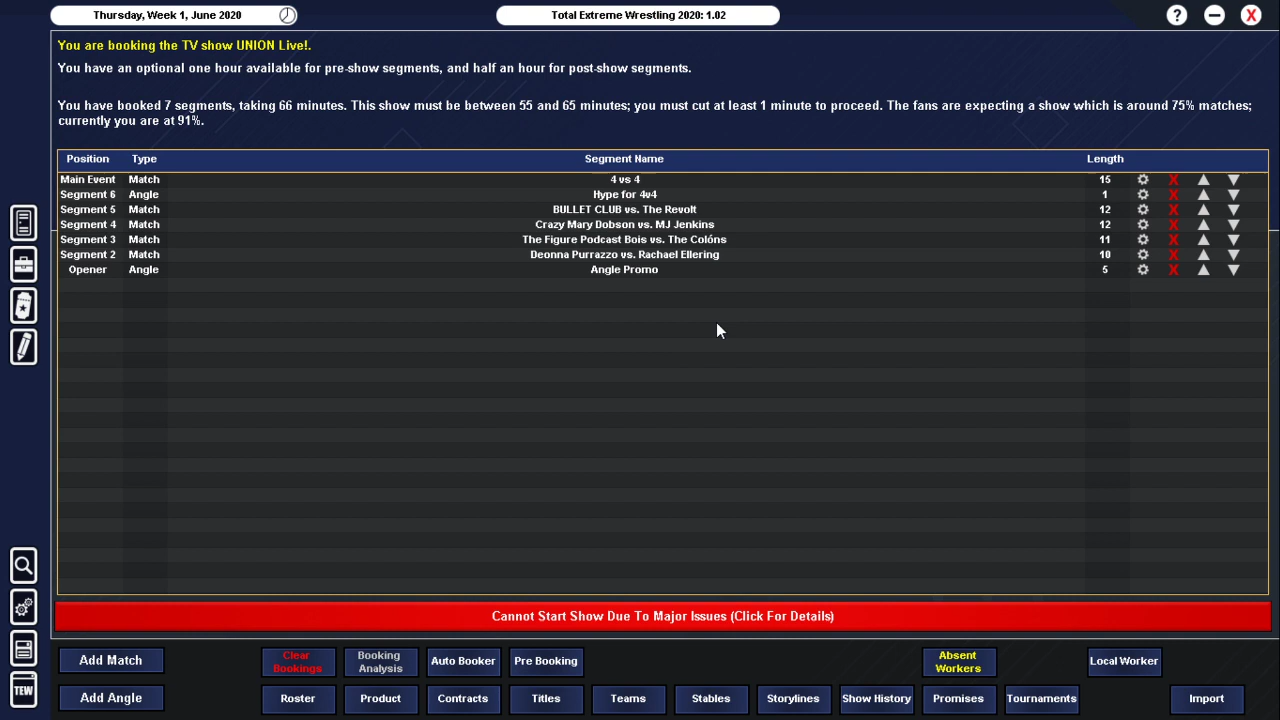 Thursday, Week 1, June 2020
Total Extreme Wrestling 2020: 1.02
?
X
You are booking the TV show UNION Live!.
You have an optional one hour available for pre-show segments, and half an hour for post-show segments.
You have booked 7 segments, taking 66 minutes. This show must be between 55 and 65 minutes; you must cut at least 1 minute to proceed. The fans are expecting a show which is around 75% matches;
currently you are at 91%.
Position Type Segment Name Length
Main Event Match 4 vs 4 15 X
Segment 6 Angle Hype for 4v4 1 X
Segment 5 Match BULLET CLUB vs. The Revolt 12 X
Segment 4 Match Crazy Mary Dobson vs. MJ Jenkins 12 X
Segment 3 Match The Figure Podcast Bois vs. The Colóns 11 X
Segment 2 Match Deonna Purrazzo vs. Rachael Ellering 10 X
Opener Angle Angle Promo 5 X
Cannot Start Show Due To Major Issues (Click For Details)
Add Match
Clear
Bookings
Booking
Analysis
Auto Booker
Pre Booking
Absent
Workers
Local Worker
TEW
Add Angle
Roster
Product
Contracts
Titles
Teams
Stables
Storylines
Show History
Promises
Tournaments
Import